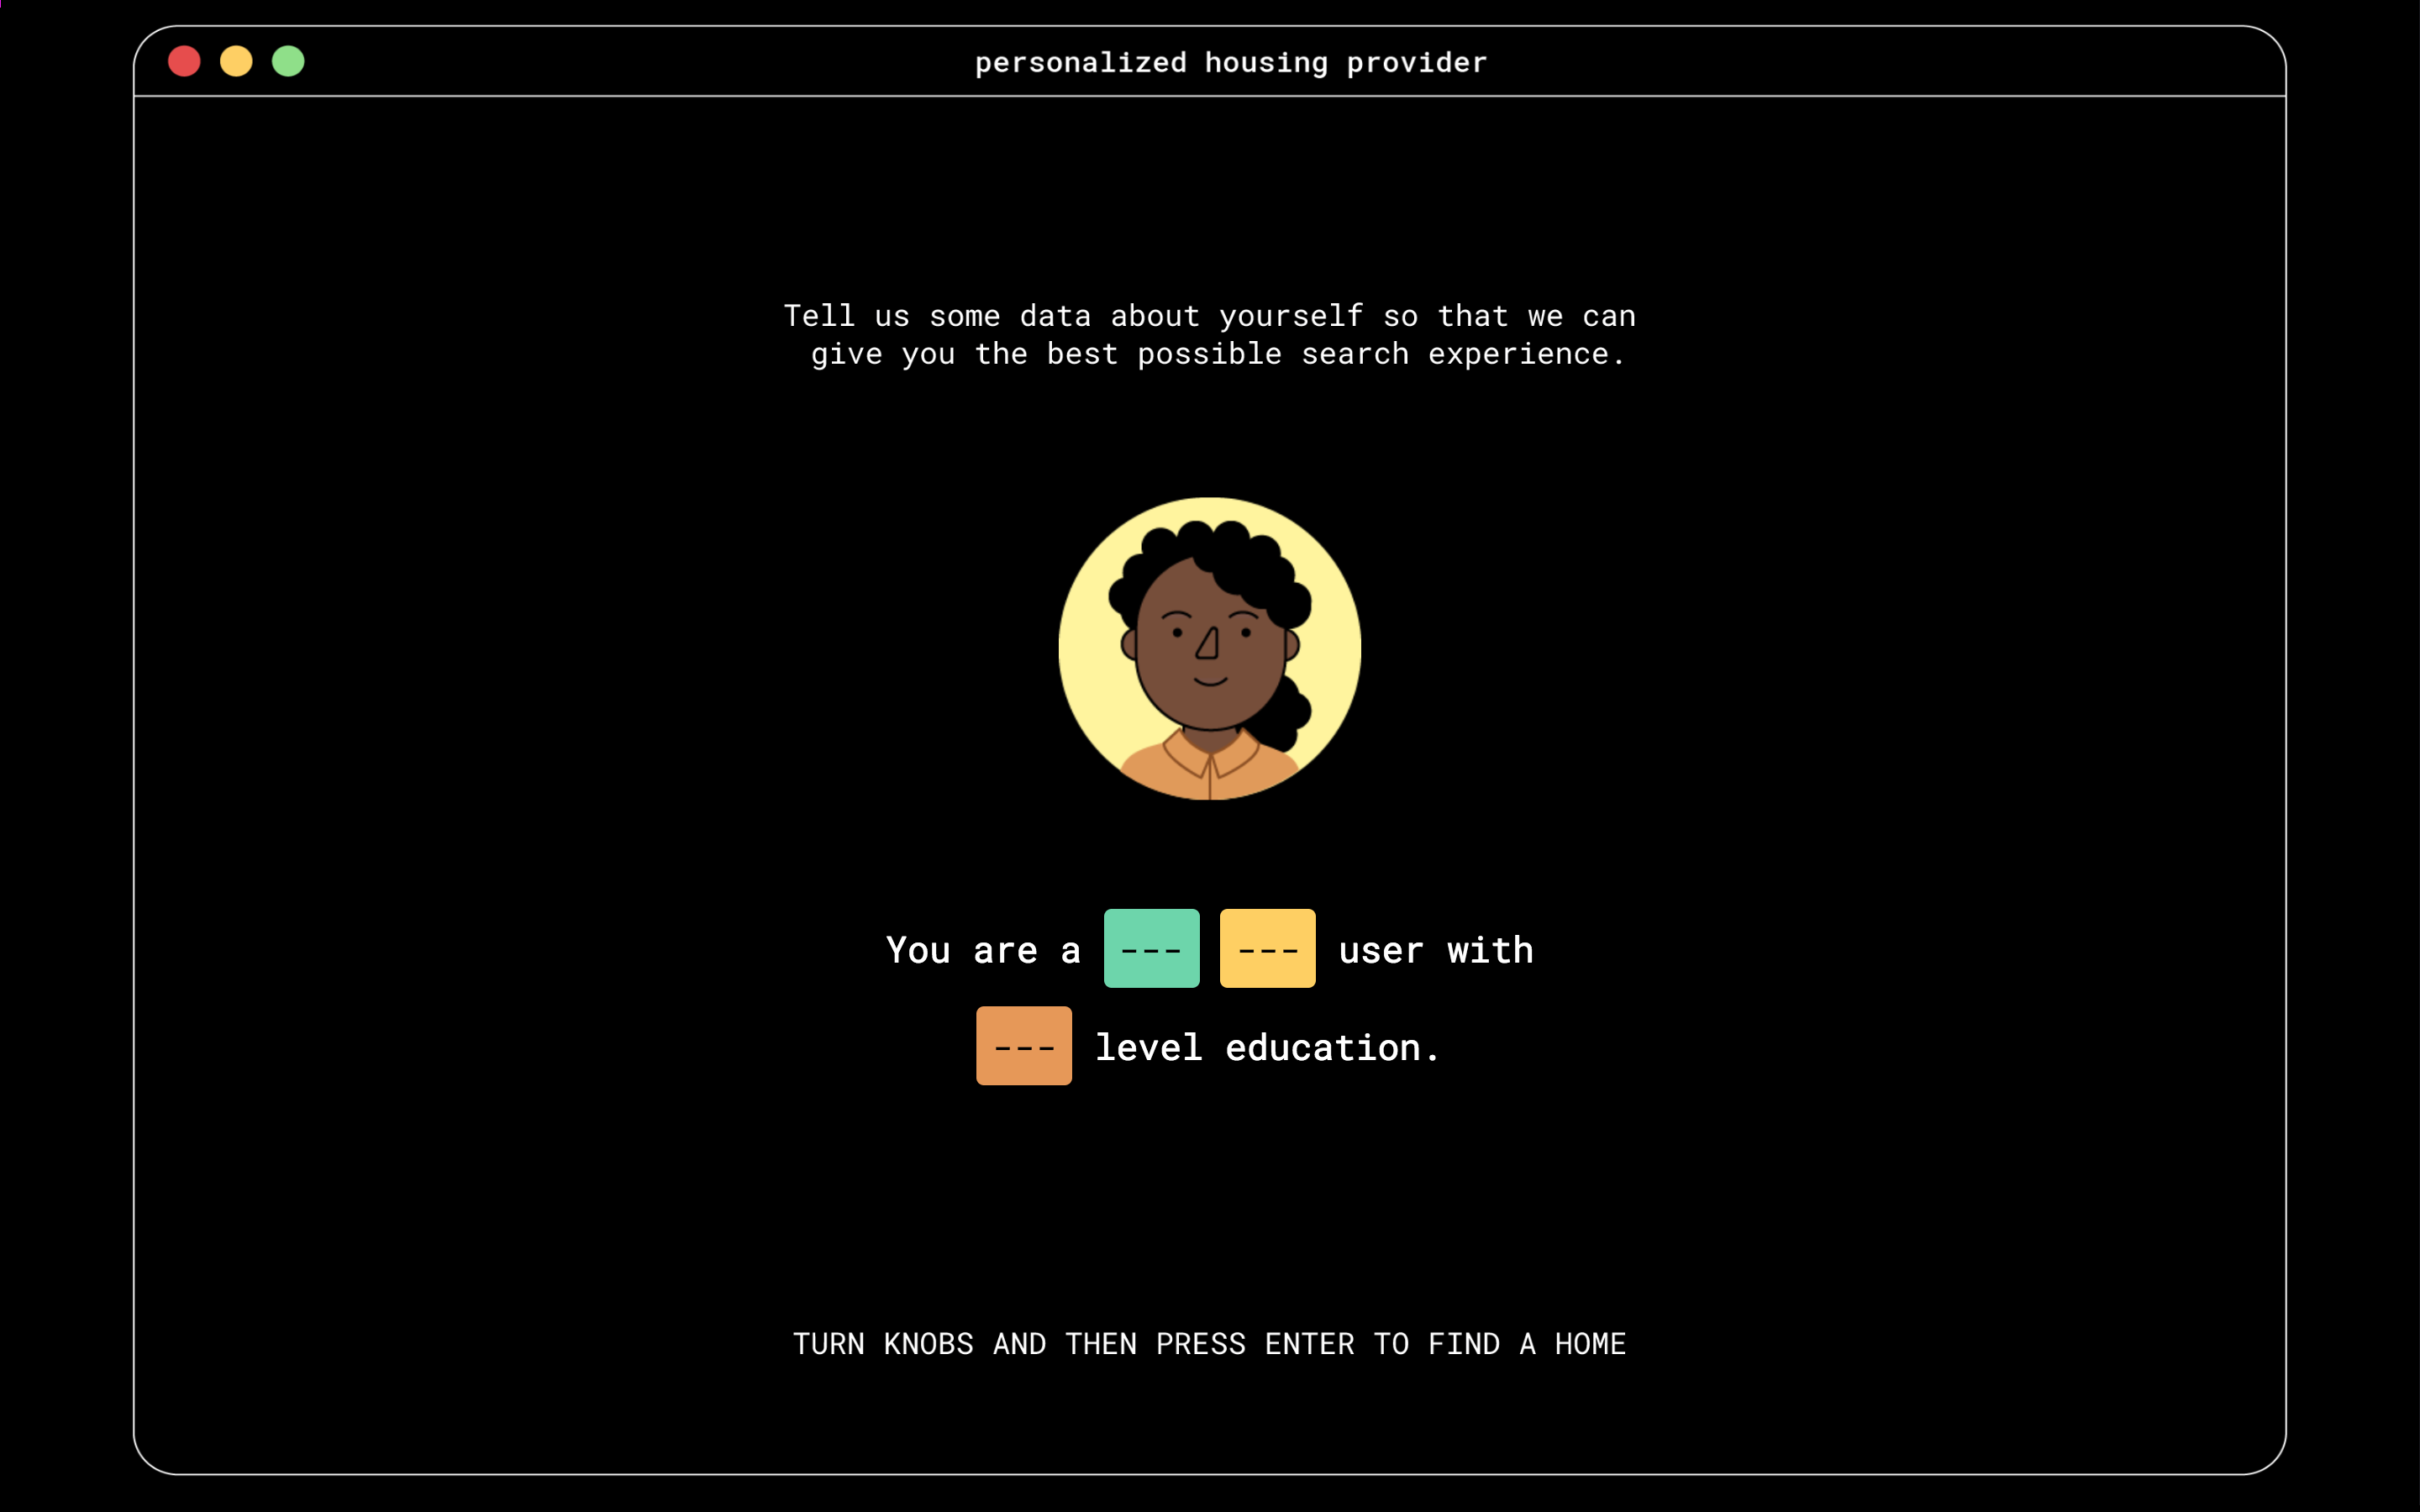 personalized housing provider
Tell us some data about yourself so that we can
give you the best possible search experience.
You are a --- --- user with
--- level education.
TURN KNOBS AND THEN PRESS ENTER TO FIND A HOME